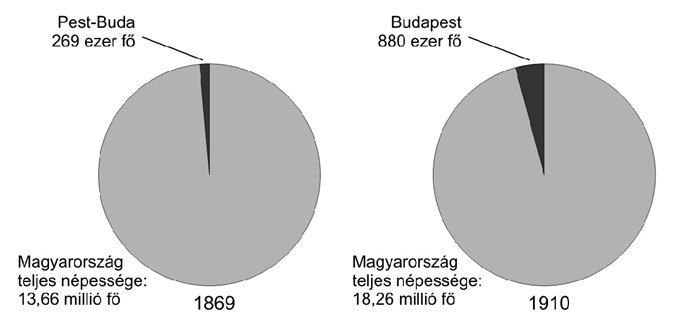 Pest-Buda
269 ezer fő
Magyarország
teljes népessége:
13,66 millió fő
1869
Budapest
880 ezer fő
Magyarország
teljes népessége:
18,26 millió fő
1910